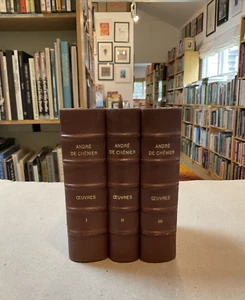 ANDRÉ
DE CHÉNIER
ŒUVRES
I
ANDRÉ
DE CHÉNIER
ŒUVRES
II
ANDRÉ
DE CHÉNIER
ŒUVRES
III